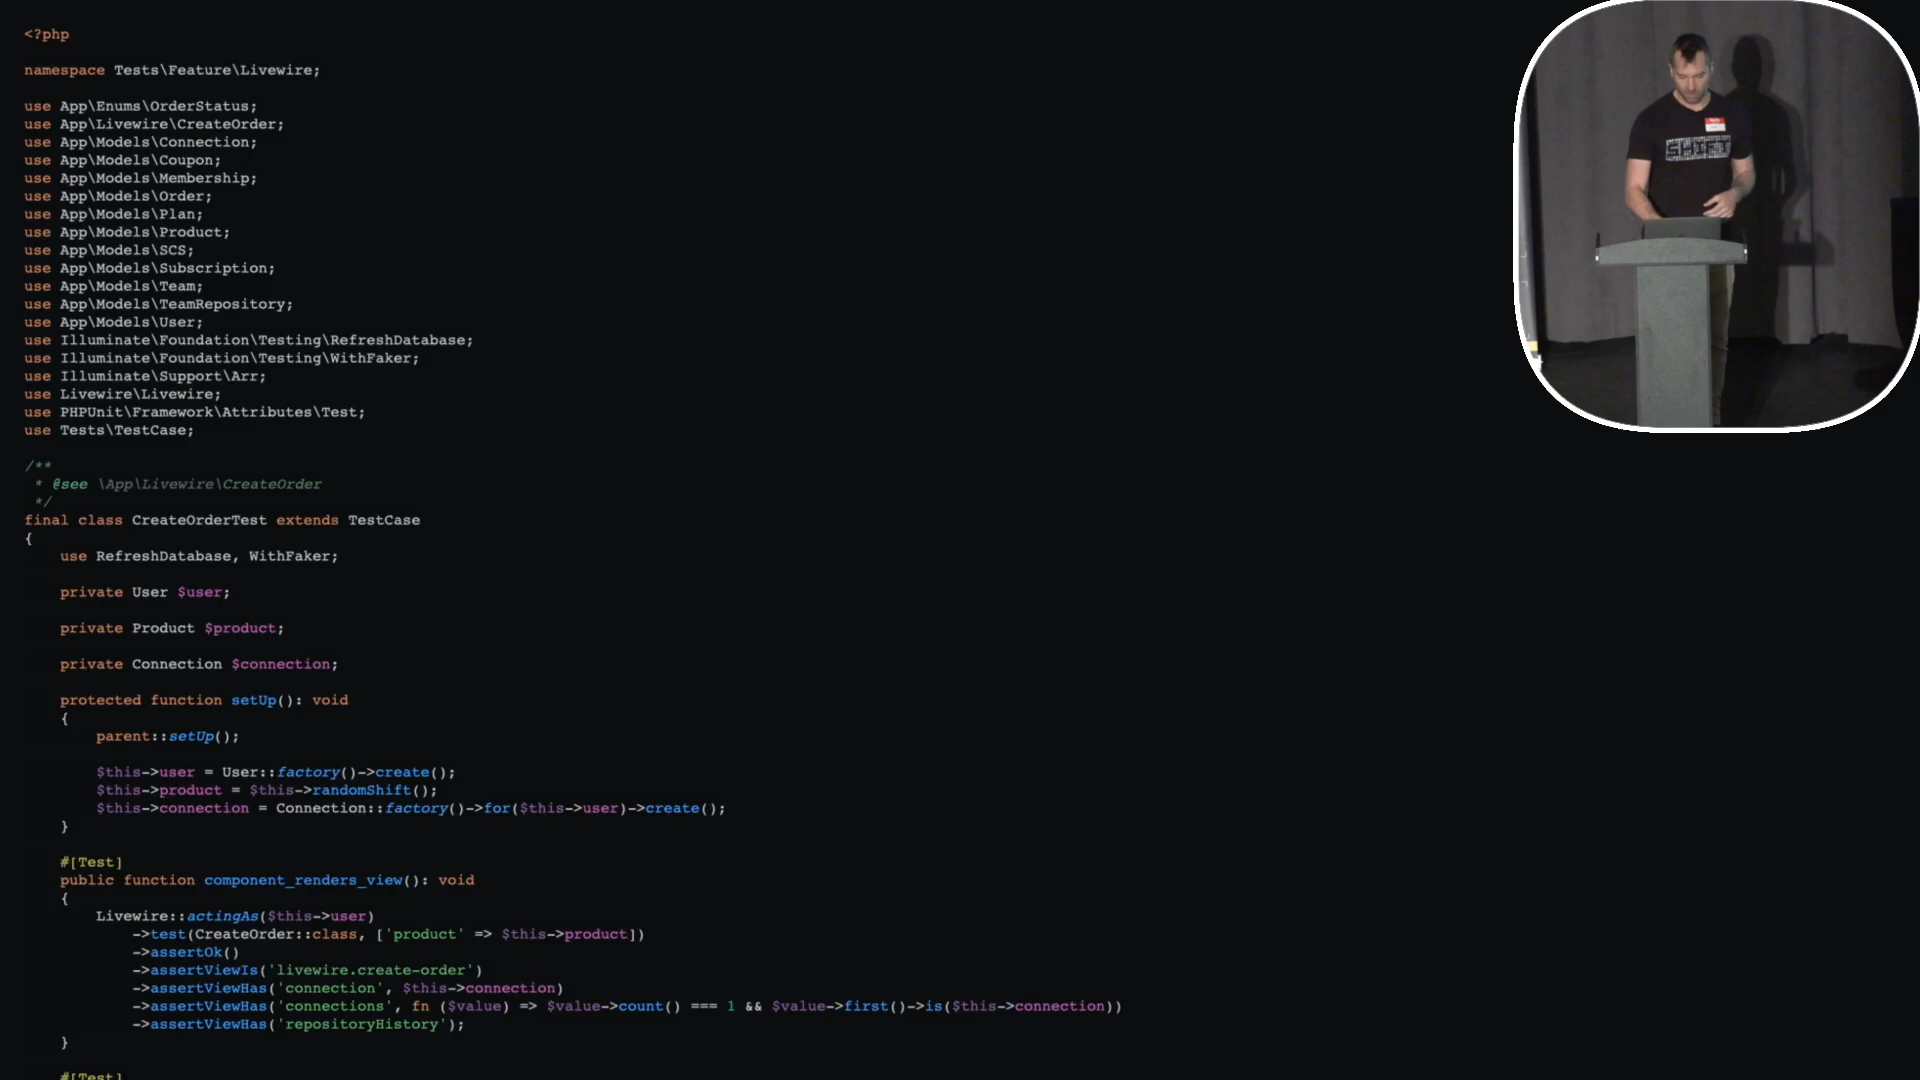 <?php
namespace Tests\Feature\Livewire;
use App\Enums\OrderStatus;
use App\Livewire\CreateOrder;
use App\Models\Connection;
use App\Models\Coupon;
use App\Models\Membership;
use App\Models\Order;
use App\Models\Plan;
use App\Models\Product;
use App\Models\SCS;
use App\Models\Subscription;
use App\Models\Team;
use App\Models\TeamRepository;
use App\Models\User;
use Illuminate\Foundation\Testing\RefreshDatabase;
use Illuminate\Foundation\Testing\WithFaker;
use Illuminate\Support\Arr;
use Livewire\Livewire;
use PHPUnit\Framework\Attributes\Test;
use Tests\TestCase;
/**
 * @see \App\Livewire\CreateOrder
 */
final class CreateOrderTest extends TestCase
{
    use RefreshDatabase, WithFaker;
    private User $user;
    private Product $product;
    private Connection $connection;
    protected function setUp(): void
    {
        parent::setUp();
        $this->user = User::factory()->create();
        $this->product = $this->randomShift();
        $this->connection = Connection::factory()->for($this->user)->create();
    }
    #[Test]
    public function component_renders_view(): void
    {
        Livewire::actingAs($this->user)
            ->test(CreateOrder::class, ['product' => $this->product])
            ->assertOk()
            ->assertViewIs('livewire.create-order')
            ->assertViewHas('connection', $this->connection)
            ->assertViewHas('connections', fn ($value) => $value->count() === 1 && $value->first()->is($this->connection))
            ->assertViewHas('repositoryHistory');
    }
    #[Test]
SHIFT